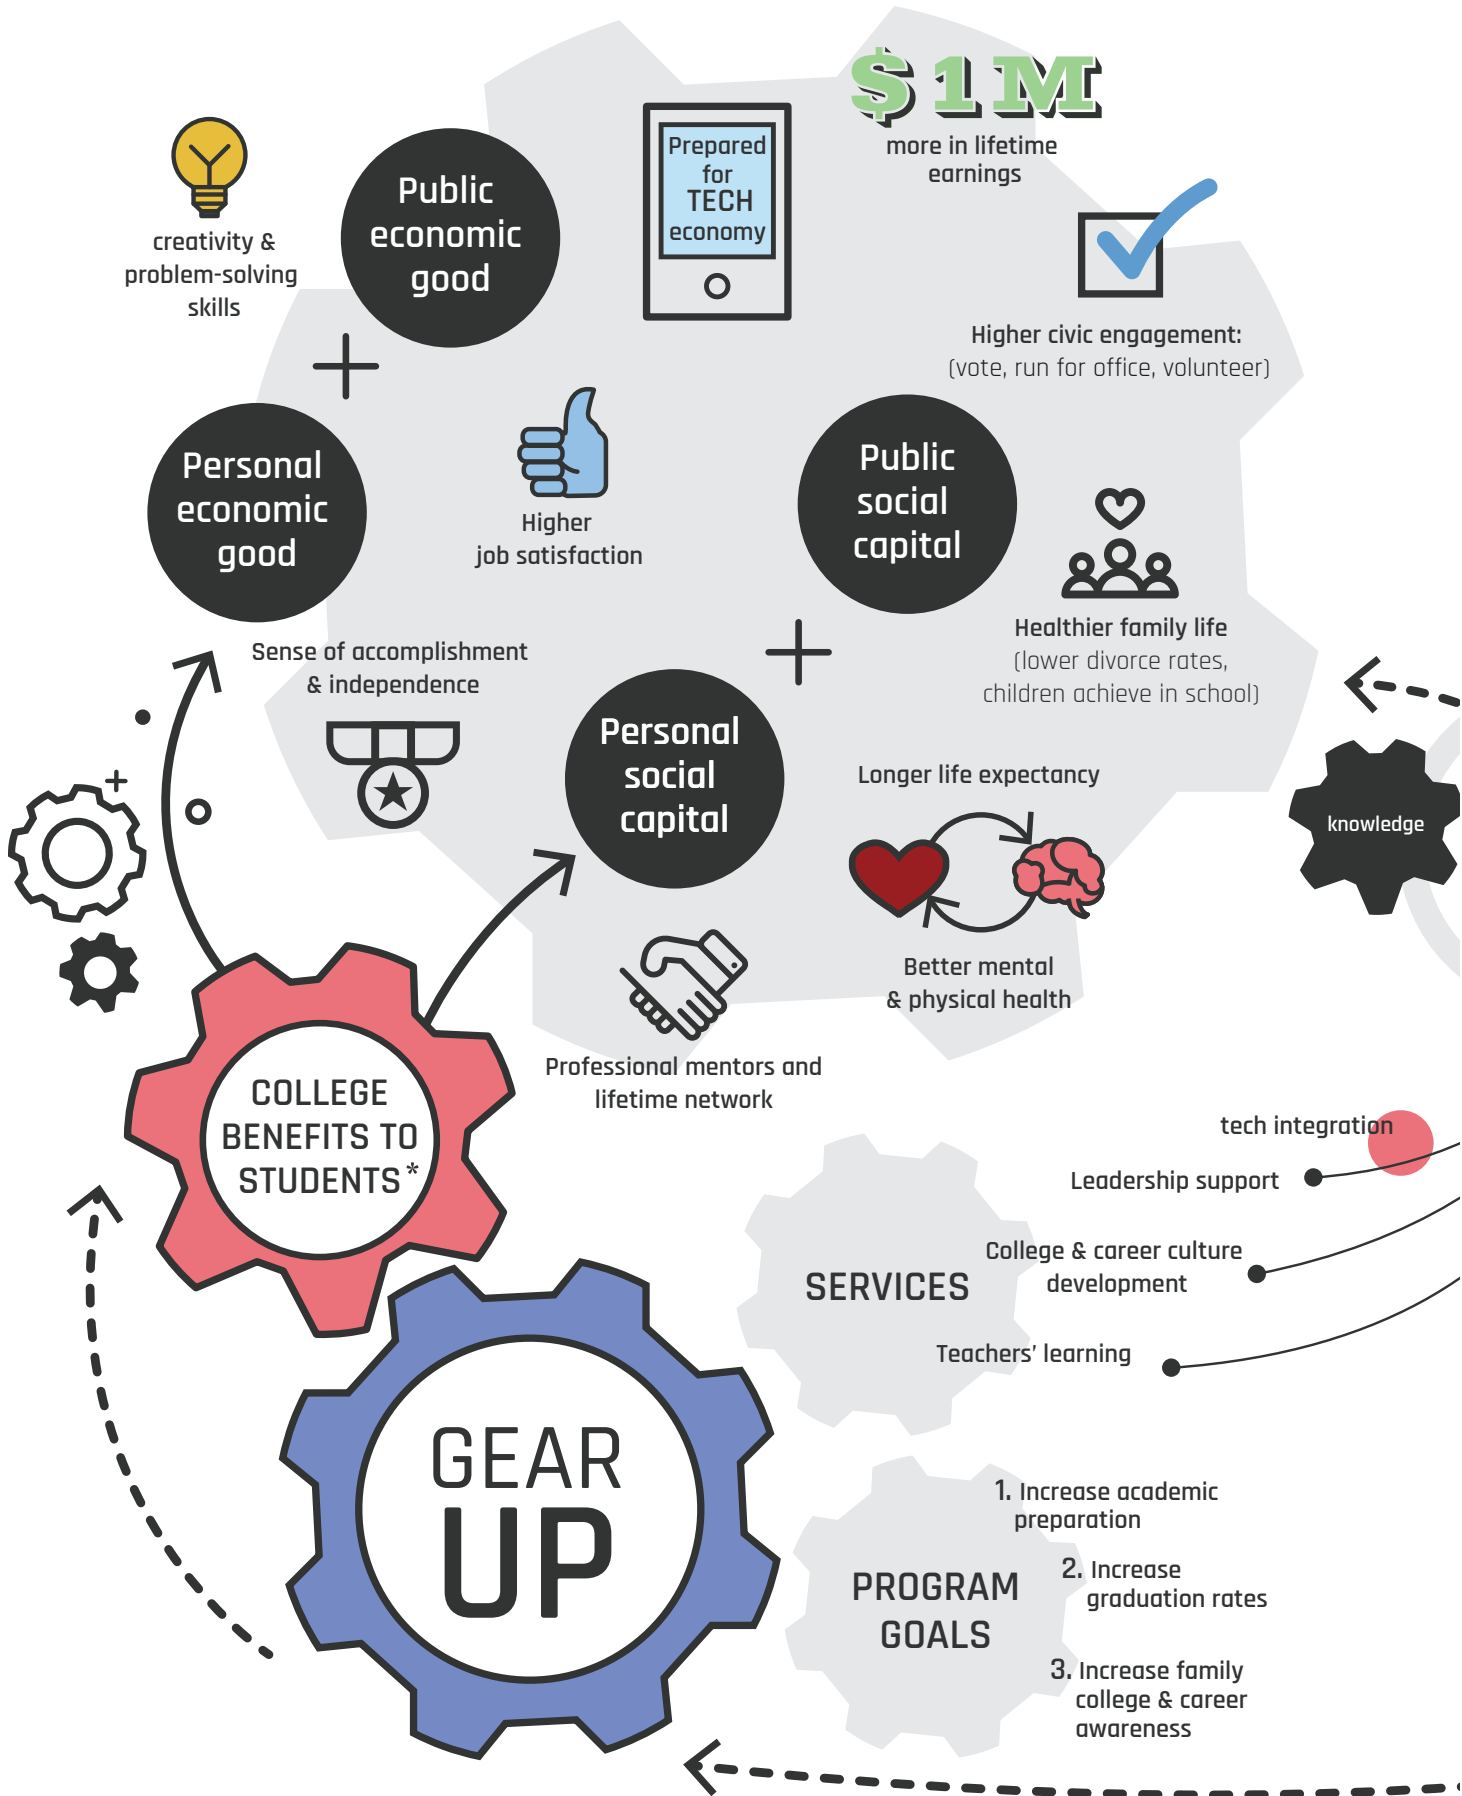 $1M
more in lifetime
earnings
Prepared
for
TECH
economy
Public
economic
good
creativity &
problem-solving
skills
Higher civic engagement:
(vote, run for office, volunteer)
Personal
economic
good
Higher
job satisfaction
Public
social
capital
Healthier family life
(lower divorce rates,
children achieve in school)
Sense of accomplishment
& independence
Personal
social
capital
Longer life expectancy
knowledge
Better mental
& physical health
Professional mentors and
lifetime network
COLLEGE
BENEFITS TO
STUDENTS*
tech integration
Leadership support
College & career culture
development
SERVICES
Teachers' learning
GEAR
UP
PROGRAM
GOALS
1. Increase academic
preparation
2. Increase
graduation rates
3. Increase family
college & career
awareness